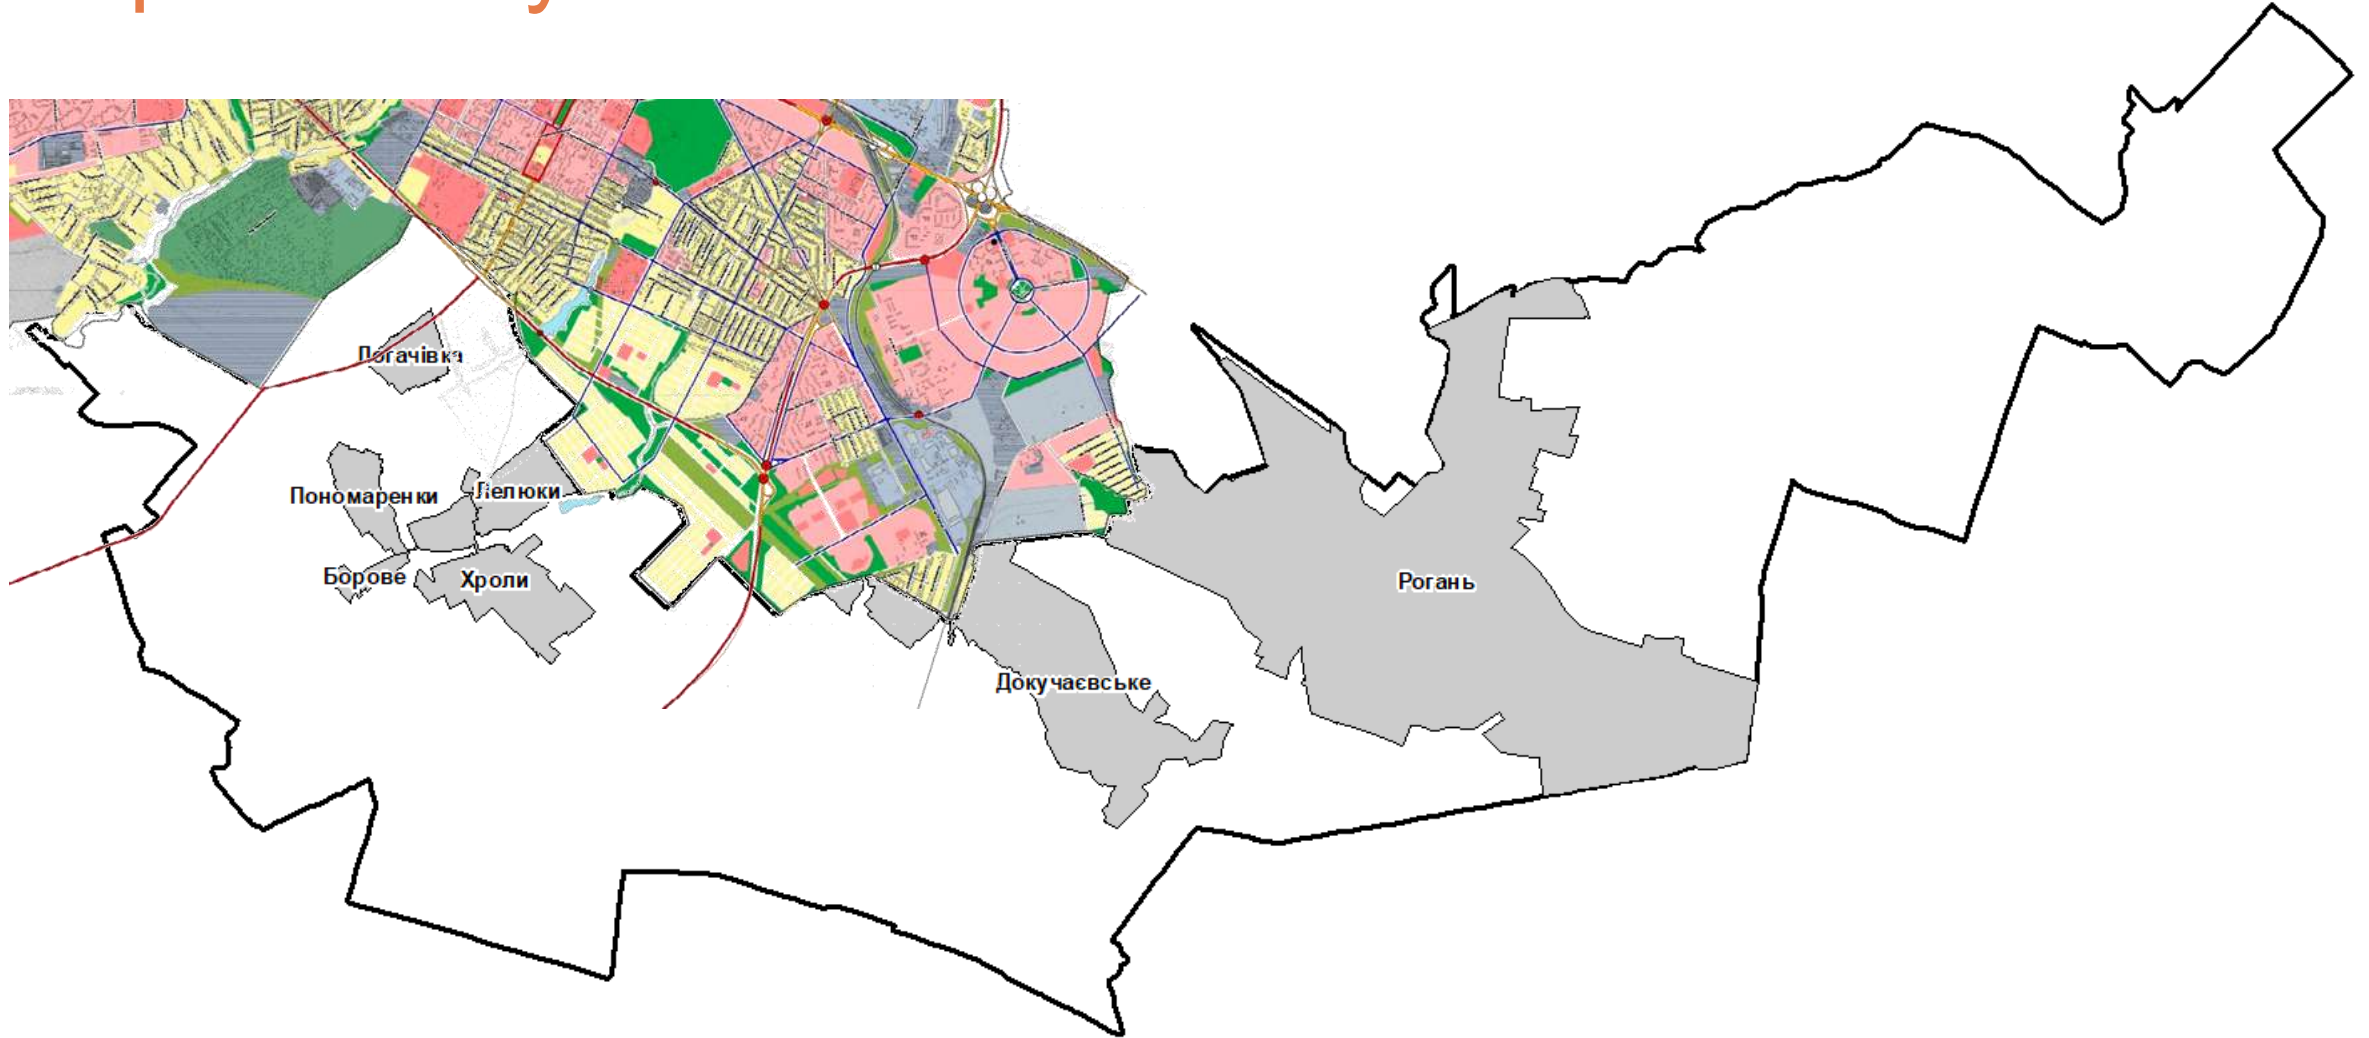 Логачівка
Пономаренки
Лелюки
Борове
Хроли
Рогань
Докучаєвське